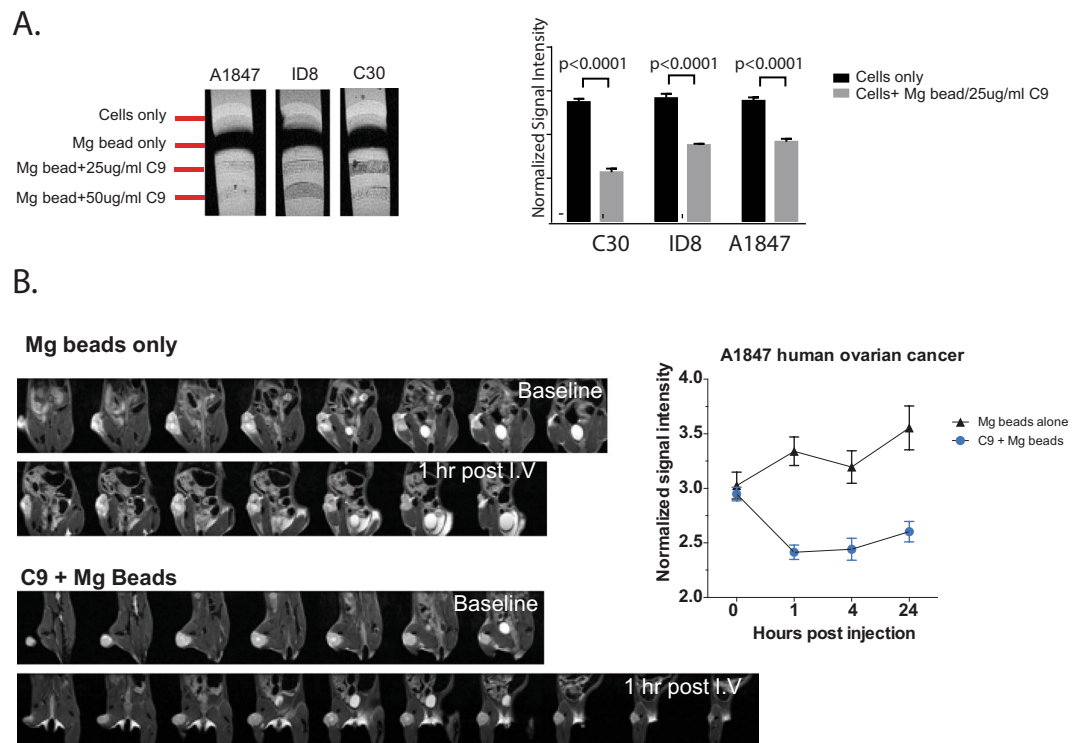 A.
A1847 ID8 C30
Cells only
Mg bead only
Mg bead+25ug/ml C9
Mg bead+50ug/ml C9
Normalized Signal Intensity
p<0.0001 p<0.0001 p<0.0001
C30 ID8 A1847
Cells only
Cells+ Mg bead/25ug/ml C9
B.
Mg beads only
Baseline
1 hr post I.V
C9 + Mg Beads
Baseline
1 hr post I.V
A1847 human ovarian cancer
Normalized signal intensity
4.0
3.5
3.0
2.5
2.0
0 1 4 24
Hours post injection
Mg beads alone
C9 + Mg beads